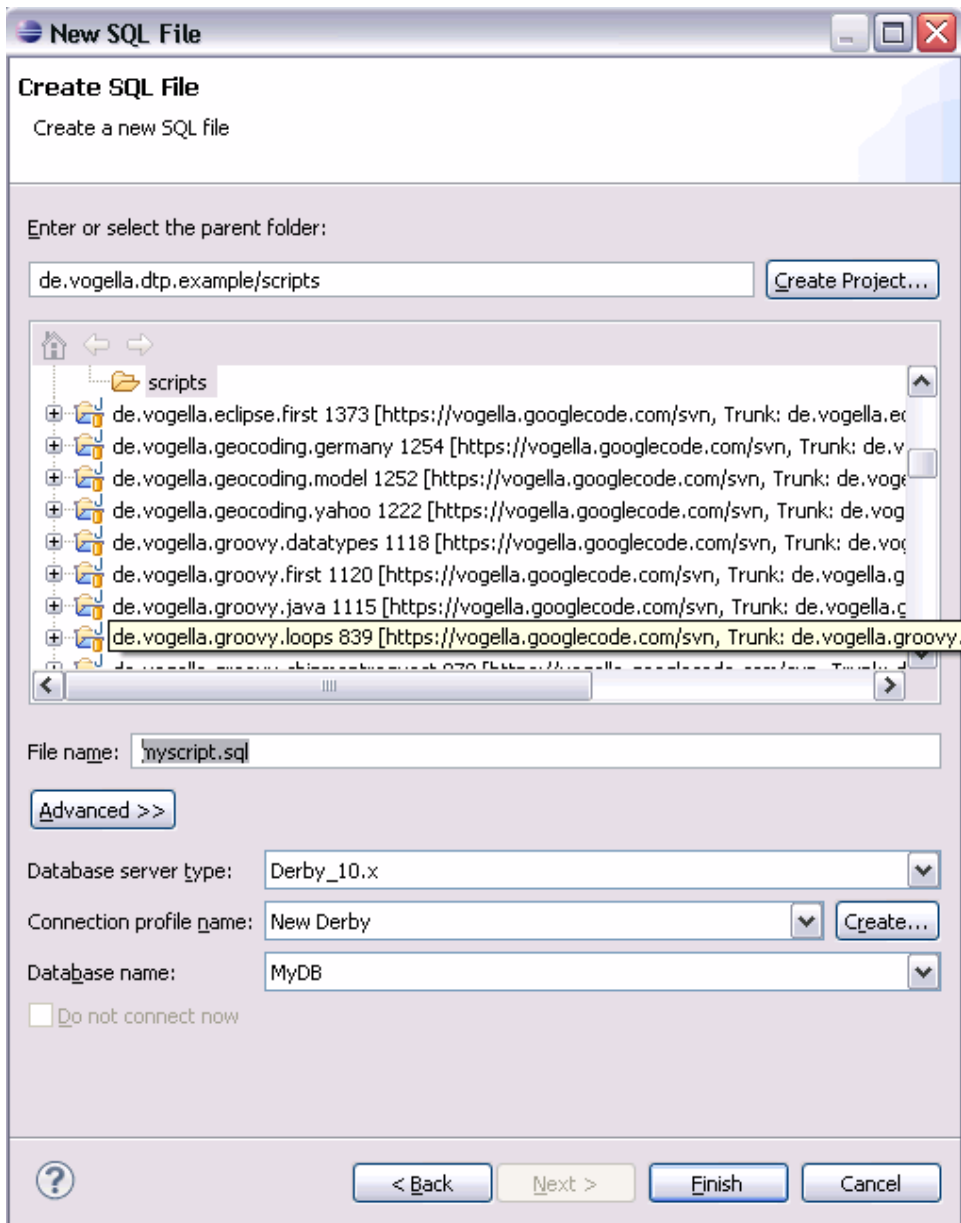 New SQL File
Create SQL File
Create a new SQL file
Enter or select the parent folder:
de.vogella.dtp.example/scripts
Create Project...
scripts
de.vogella.eclipse.first 1373 [https://vogella.googlecode.com/svn, Trunk: de.vogella.ec
de.vogella.geocoding.germany 1254 [https://vogella.googlecode.com/svn, Trunk: de.v
de.vogella.geocoding.model 1252 [https://vogella.googlecode.com/svn, Trunk: de.voge
de.vogella.geocoding.yahoo 1222 [https://vogella.googlecode.com/svn, Trunk: de.vog
de.vogella.groovy.datatypes 1118 [https://vogella.googlecode.com/svn, Trunk: de.vog
de.vogella.groovy.first 1120 [https://vogella.googlecode.com/svn, Trunk: de.vogella.g
de.vogella.groovy.java 1115 [https://vogella.googlecode.com/svn, Trunk: de.vogella.g
de.vogella.groovy.loops 839 [https://vogella.googlecode.com/svn, Trunk: de.vogella.groovy.
File name: myscript.sql
Advanced >>
Database server type: Derby_10.x
Connection profile name: New Derby Create...
Database name: MyDB
Do not connect now
? < Back Next > Finish Cancel